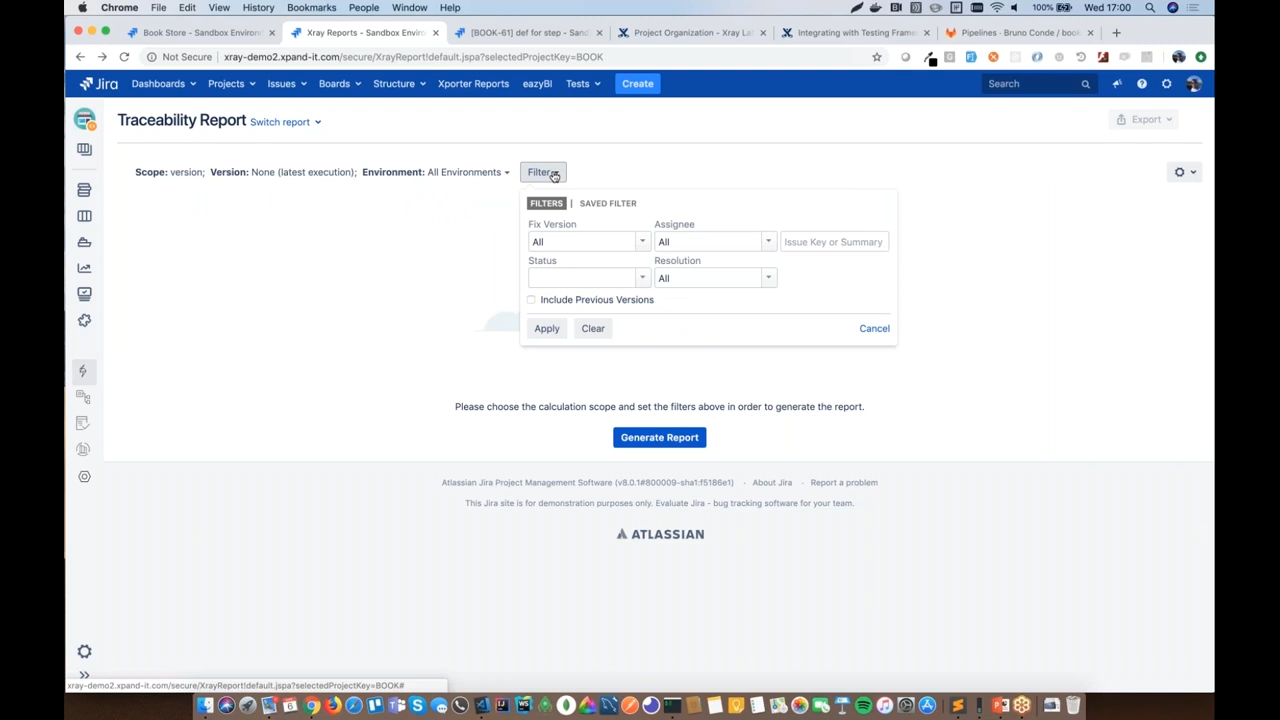 Chrome File Edit View History Bookmarks People Window Help 100% Wed 17:00
Book Store - Sandbox Environ
Xray Reports - Sandbox Enviro
[BOOK-61] def for step - Sand
Project Organization - Xray La
Integrating with Testing Frame
Pipelines - Bruno Conde / book
Not Secure xray-demo2.xpand-it.com/secure/XrayReport!default.jspa?selectedProjectKey=BOOK
Jira Dashboards Projects Issues Boards Structure Xporter Reports eazyBI Tests Create Search
Traceability Report Switch report Export
Scope: version; Version: None (latest execution); Environment: All Environments Filter
FILTERS | SAVED FILTER
Fix Version Assignee
All All Issue Key or Summary
Status Resolution
All
Include Previous Versions
Apply Clear Cancel
Please choose the calculation scope and set the filters above in order to generate the report.
Generate Report
Atlassian Jira Project Management Software (v8.0.1#800009-sha1:f5186e1) · About Jira · Report a problem
This Jira site is for demonstration purposes only. Evaluate Jira - bug tracking software for your team.
ATLASSIAN
xray-demo2.xpand-it.com/secure/XrayReport!default.jspa?selectedProjectKey=BOOK#